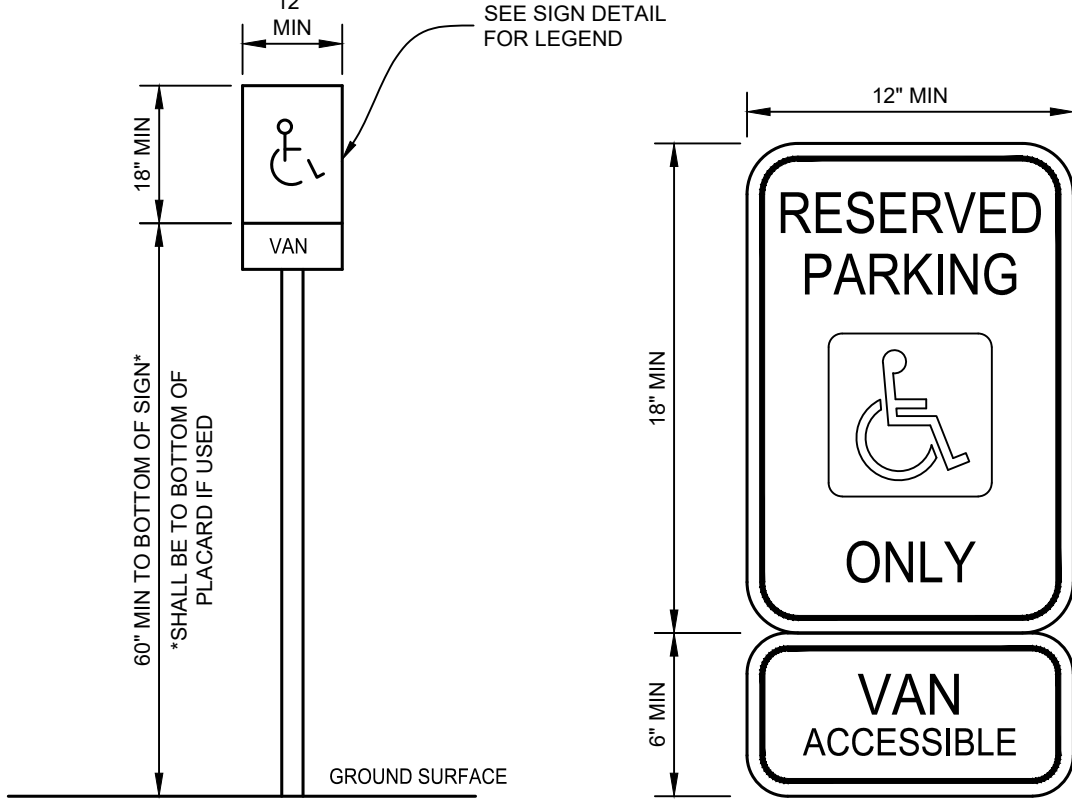 12
MIN
SEE SIGN DETAIL
FOR LEGEND
18" MIN
VAN
60" MIN TO BOTTOM OF SIGN*
*SHALL BE TO BOTTOM OF
PLACARD IF USED
GROUND SURFACE
12" MIN
18" MIN
RESERVED
PARKING
ONLY
6" MIN
VAN
ACCESSIBLE